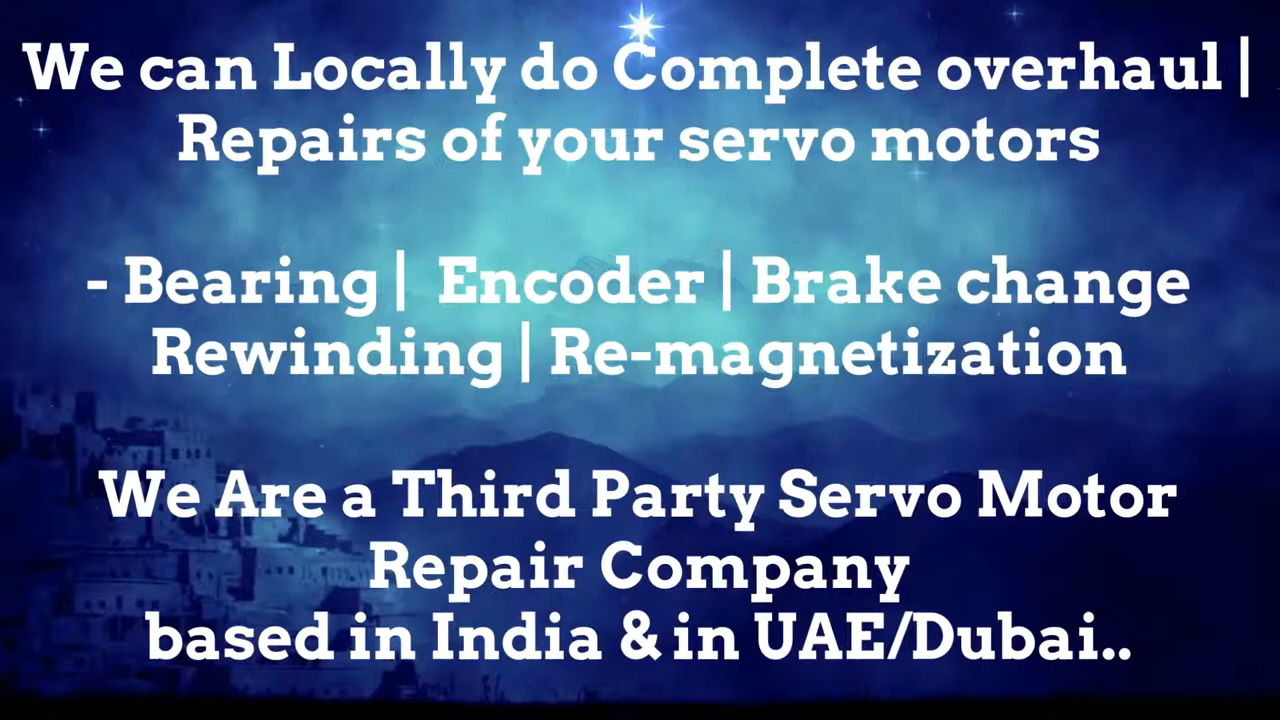 We can Locally do Complete overhaul |
Repairs of your servo motors
- Bearing | Encoder | Brake change
Rewinding | Re-magnetization
We Are a Third Party Servo Motor
Repair Company
based in India & in UAE/Dubai..